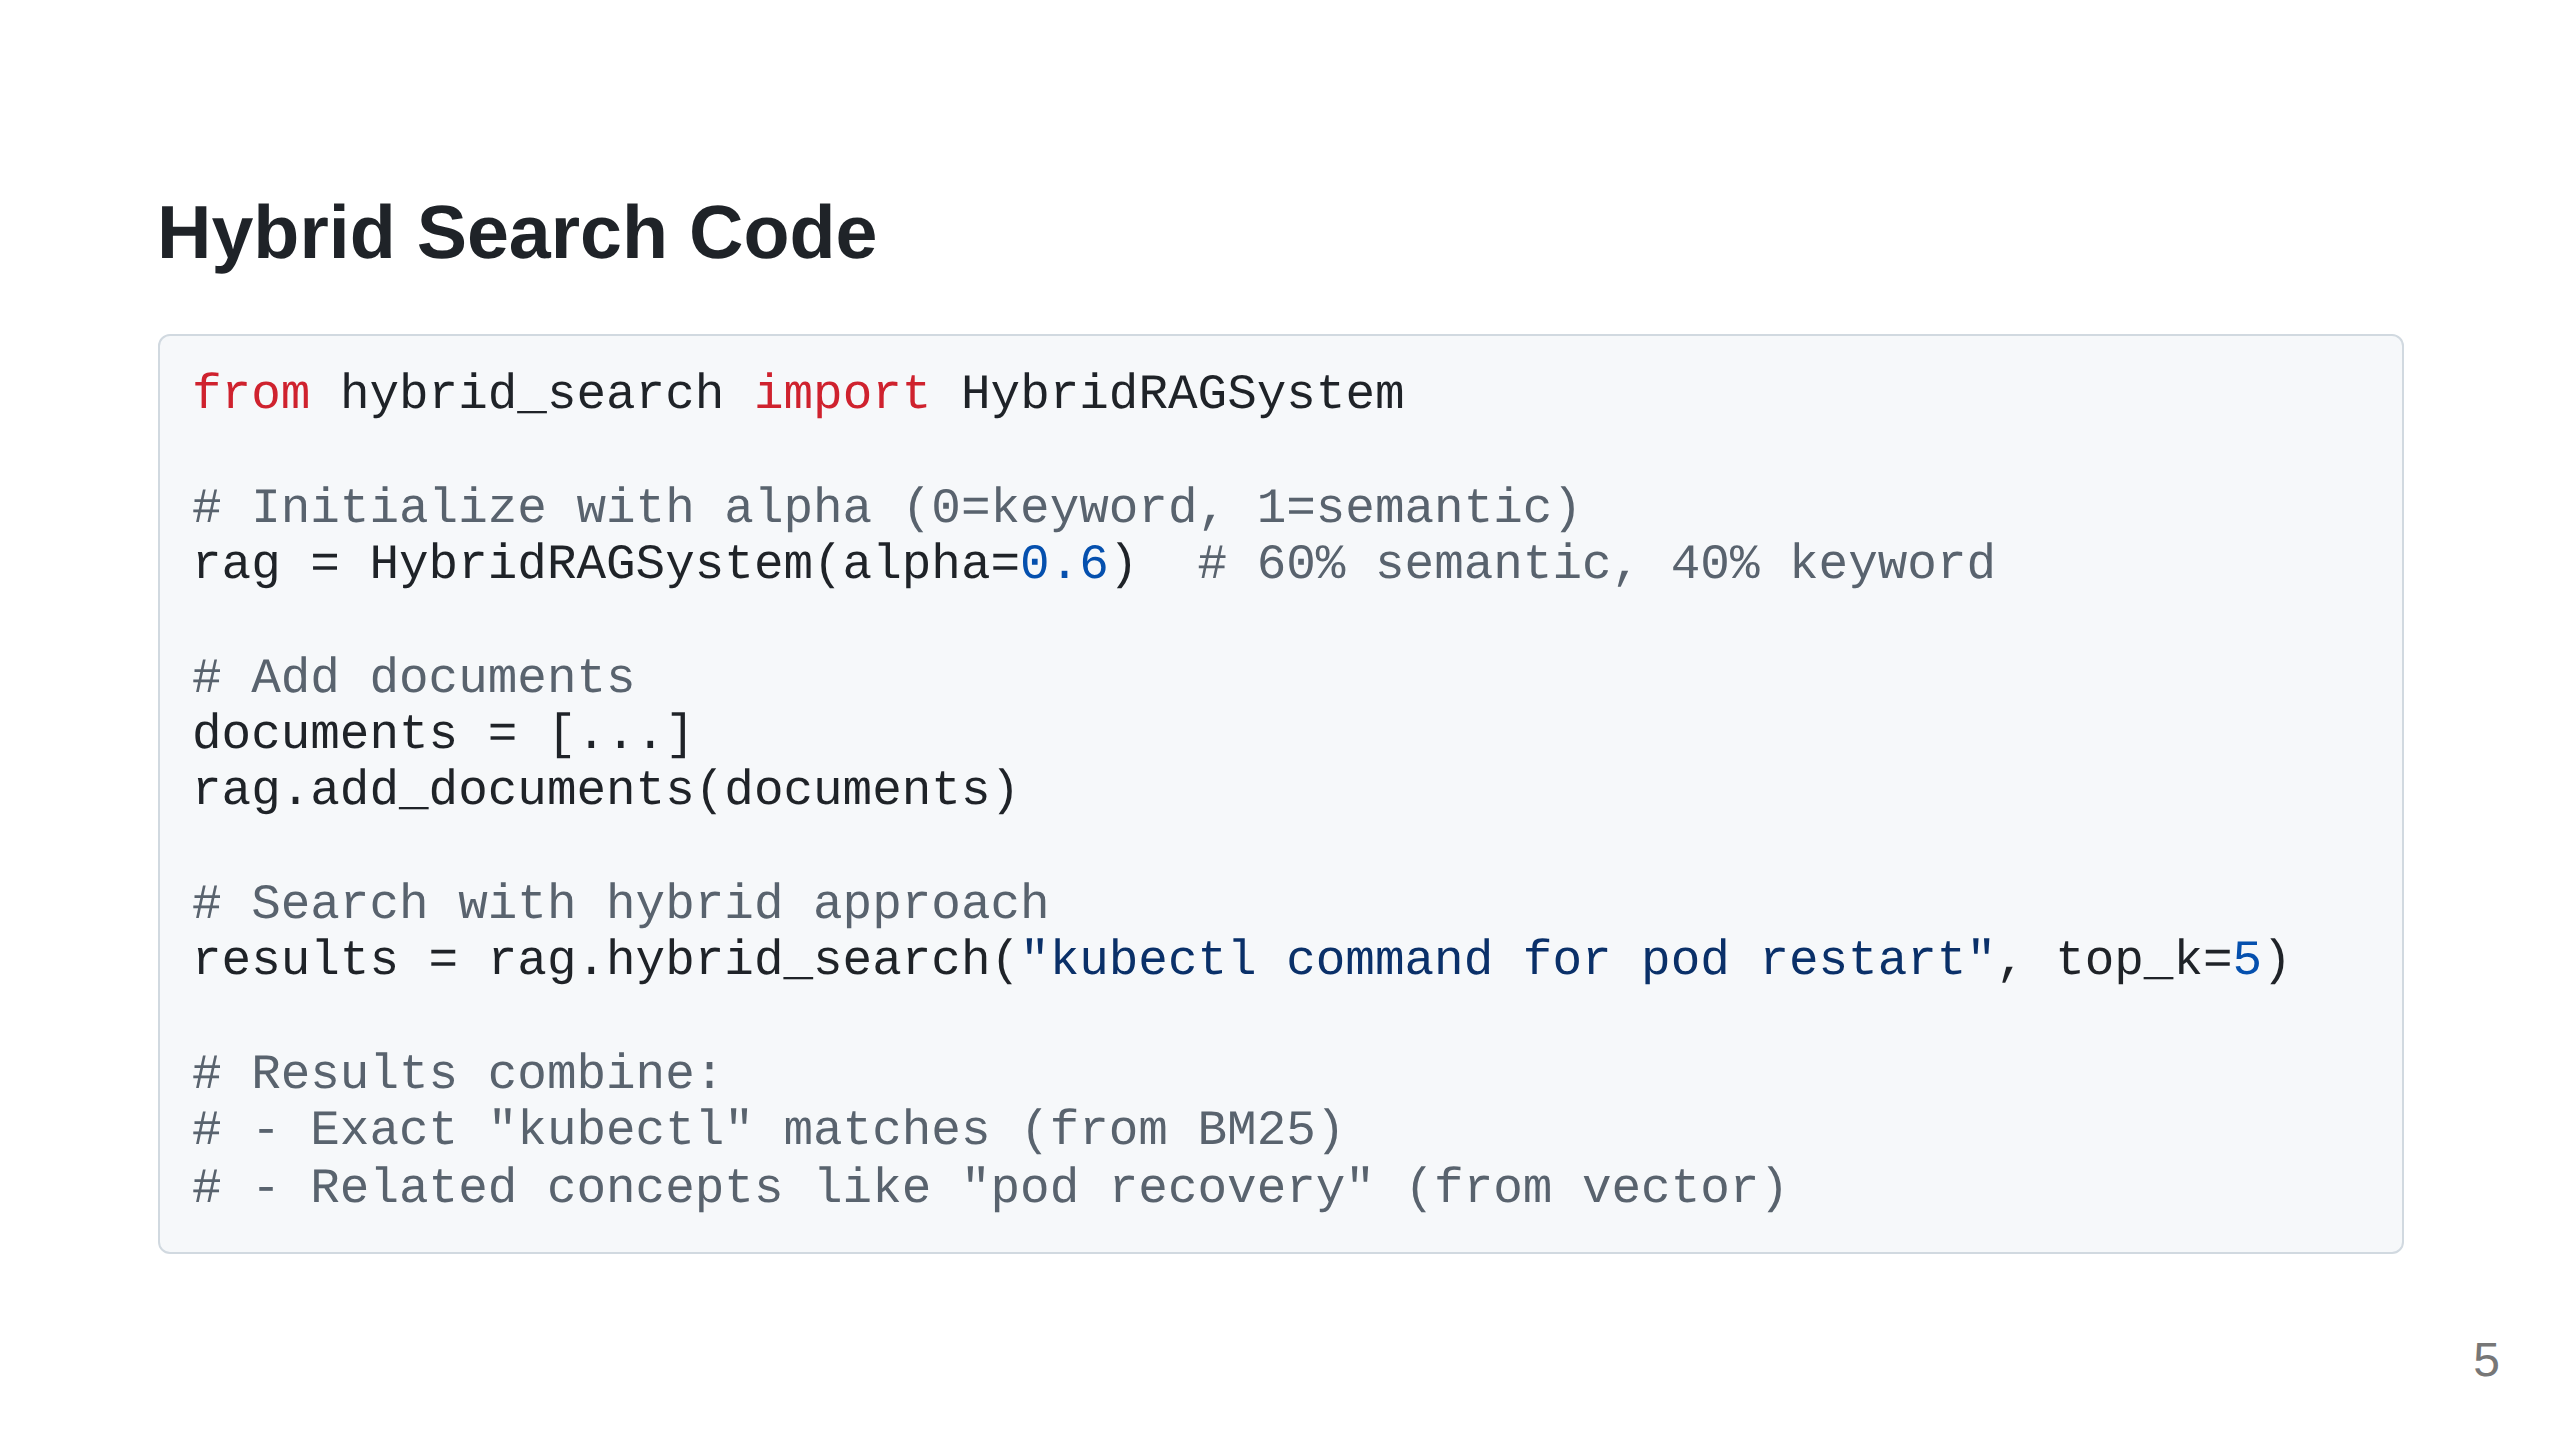 Hybrid Search Code
from hybrid_search import HybridRAGSystem
# Initialize with alpha (0=keyword, 1=semantic)
rag = HybridRAGSystem(alpha=0.6)  # 60% semantic, 40% keyword
# Add documents
documents = [...]
rag.add_documents(documents)
# Search with hybrid approach
results = rag.hybrid_search("kubectl command for pod restart", top_k=5)
# Results combine:
# - Exact "kubectl" matches (from BM25)
# - Related concepts like "pod recovery" (from vector)
5